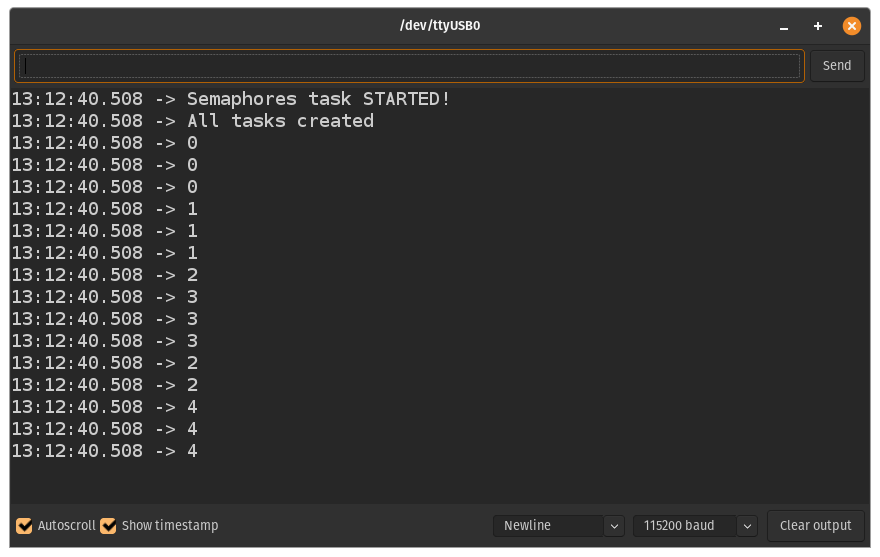 /dev/ttyUSB0
Send
13:12:40.508 -> Semaphores task STARTED!
13:12:40.508 -> All tasks created
13:12:40.508 -> 0
13:12:40.508 -> 0
13:12:40.508 -> 0
13:12:40.508 -> 1
13:12:40.508 -> 1
13:12:40.508 -> 1
13:12:40.508 -> 2
13:12:40.508 -> 3
13:12:40.508 -> 3
13:12:40.508 -> 3
13:12:40.508 -> 2
13:12:40.508 -> 2
13:12:40.508 -> 4
13:12:40.508 -> 4
13:12:40.508 -> 4
Autoscroll Show timestamp Newline 115200 baud Clear output